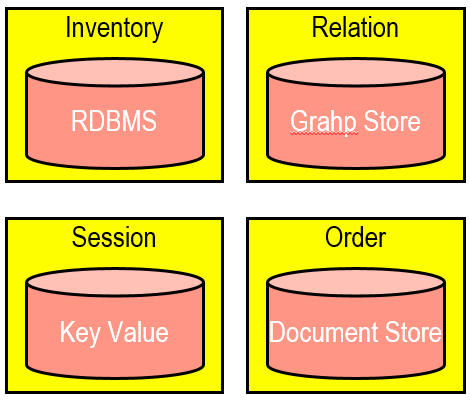 Inventory
RDBMS
Relation
Grahp Store
Session
Key Value
Order
Document Store